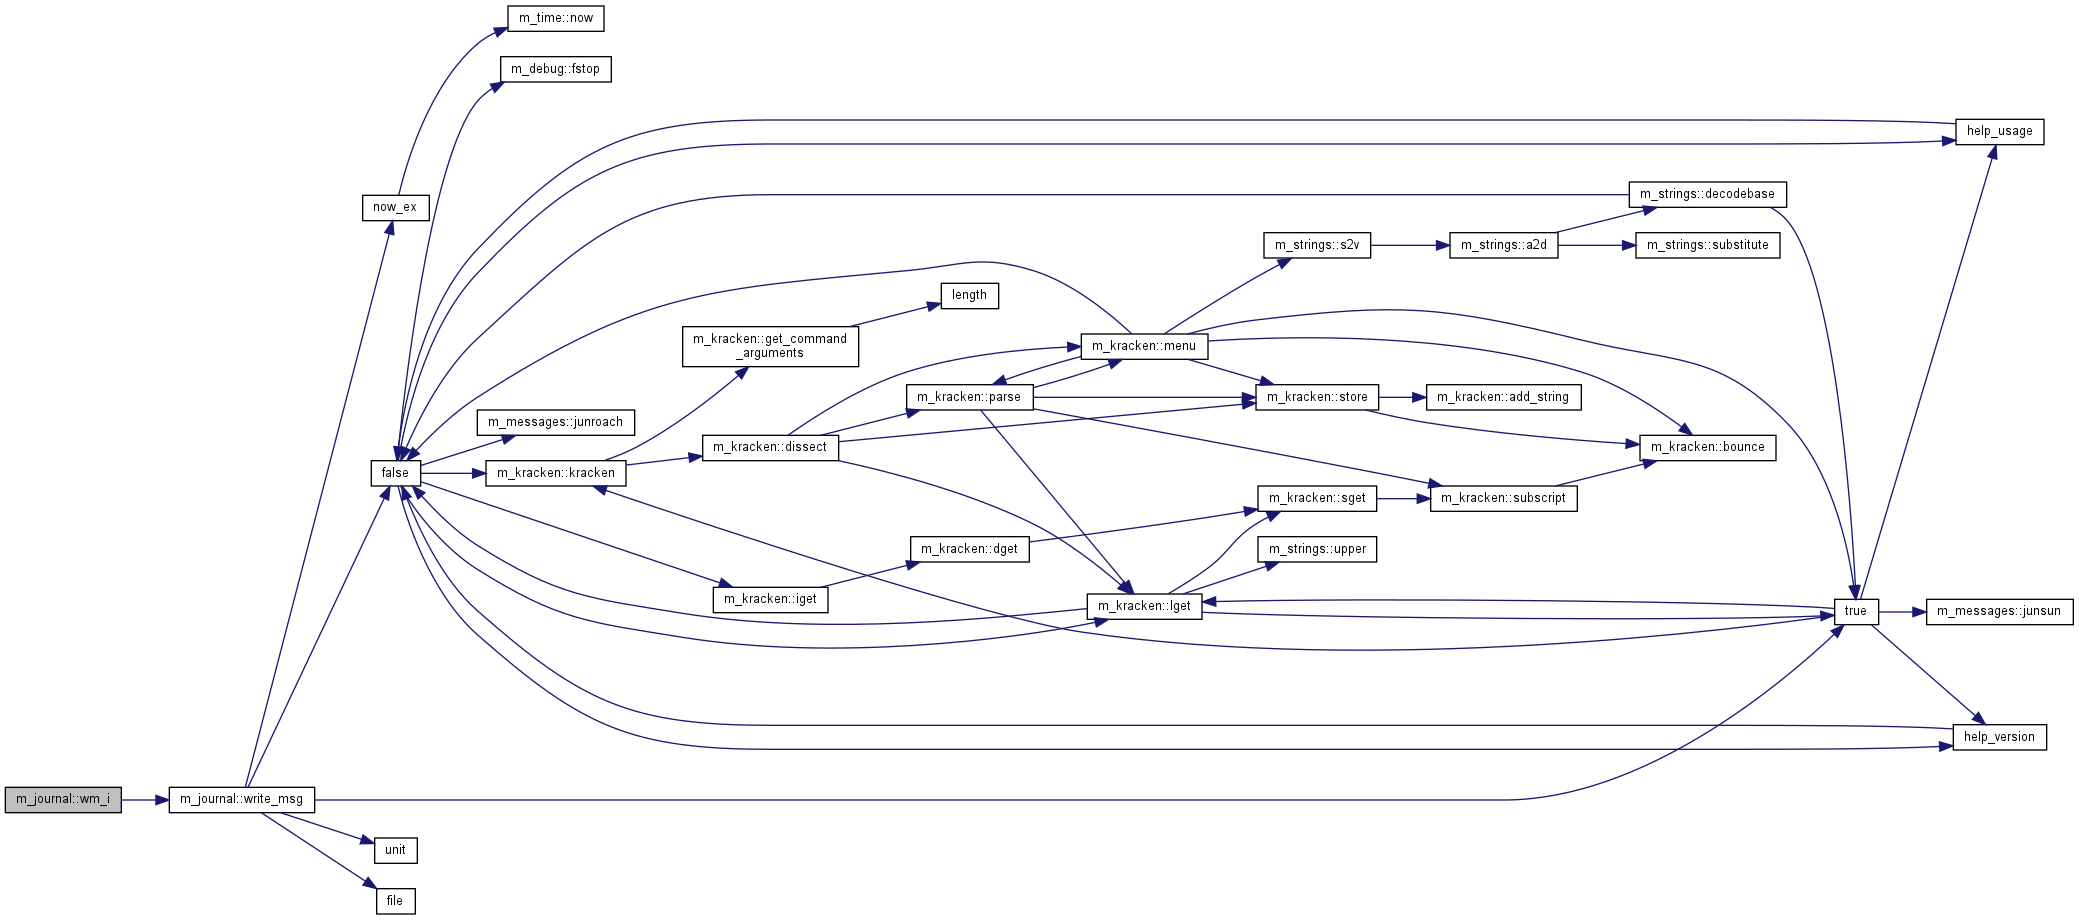 m_time::now
m_debug::fstop
help_usage
now_ex
m_strings::decodebase
m_strings::s2v
m_strings::a2d
m_strings::substitute
length
m_kracken::get_command
_arguments
m_kracken::menu
m_kracken::parse
m_kracken::store
m_kracken::add_string
m_messages::junroach
m_kracken::dissect
m_kracken::bounce
false
m_kracken::kracken
m_kracken::sget
m_kracken::subscript
m_kracken::dget
m_strings::upper
m_kracken::iget
m_kracken::lget
true
m_messages::junsun
help_version
m_journal::wm_i
m_journal::write_msg
unit
file